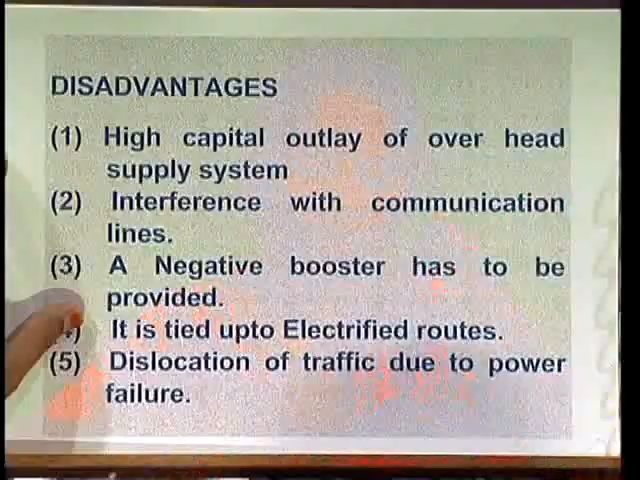 DISADVANTAGES
(1) High capital outlay of over head
supply system
(2) Interference with communication
lines.
(3) A Negative booster has to be
provided.
4) It is tied upto Electrified routes.
(5) Dislocation of traffic due to power
failure.